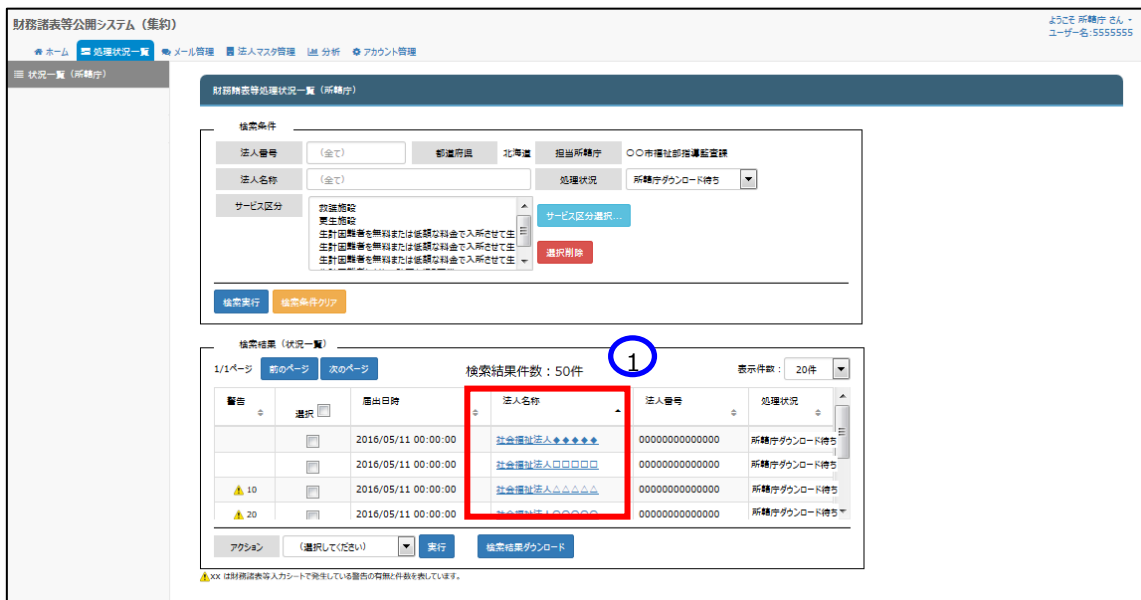 財務諸表等公開システム（集約）
ようこそ 所轄庁 さん
ユーザー名:5555555
ホーム 処理状況一覧 メール管理 法人マスタ管理 分析 アカウント管理
状況一覧（所轄庁）
財務諸表等処理状況一覧（所轄庁）
検索条件
法人番号 （全て） 都道府県 北海道 担当所轄庁 〇〇市福祉部指導監査課
法人名称 （全て） 処理状況 所轄庁ダウンロード待ち
サービス区分
救護施設
更生施設
生計困難者を無料または低額な料金で入所させて生
生計困難者を無料または低額な料金で入所させて生
生計困難者を無料または低額な料金で入所させて生
サービス区分選択...
選択削除
検索実行 検索条件クリア
検索結果（状況一覧）
1
1/1ページ 前のページ 次のページ 検索結果件数：50件 表示件数： 20件
警告 選択 届出日時 法人名称 法人番号 処理状況
2016/05/11 00:00:00 社会福祉法人◆◆◆◆◆ 00000000000000 所轄庁ダウンロード待ち
2016/05/11 00:00:00 社会福祉法人□□□□□ 00000000000000 所轄庁ダウンロード待ち
10 2016/05/11 00:00:00 社会福祉法人△△△△△ 00000000000000 所轄庁ダウンロード待ち
20 2016/05/11 00:00:00 社会福祉法人〇〇〇〇〇 00000000000000 所轄庁ダウンロード待ち
アクション （選択してください） 実行 検索結果ダウンロード
xx は財務諸表等入力シートで発生している警告の有無と件数を表しています。